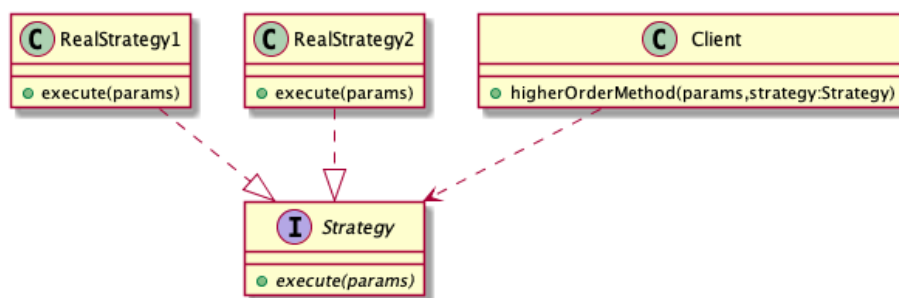 C RealStrategy1
execute(params)
C RealStrategy2
execute(params)
C Client
higherOrderMethod(params,strategy:Strategy)
I Strategy
execute(params)